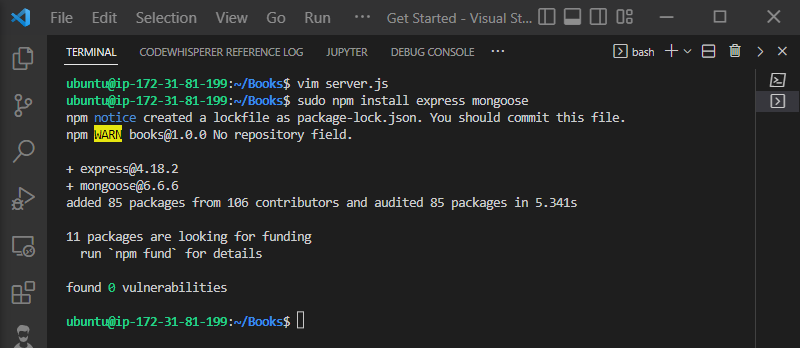 File Edit View Go Run ··· Get Started - Visual St...
TERMINAL CODEWHISPERER REFERENCE LOG JUPYTER DEBUG CONSOLE ··· bash
ubuntu@ip-172-31-81-199:~/Books$ vim server.js
ubuntu@ip-172-31-81-199:~/Books$ sudo npm install express mongoose
npm notice created a lockfile as package-lock.json. You should commit this file.
npm WARN books@1.0.0 No repository field.
+ express@4.18.2
+ mongoose@6.6.6
added 85 packages from 106 contributors and audited 85 packages in 5.341s
11 packages are looking for funding
run `npm fund` for details
found 0 vulnerabilities
ubuntu@ip-172-31-81-199:~/Books$